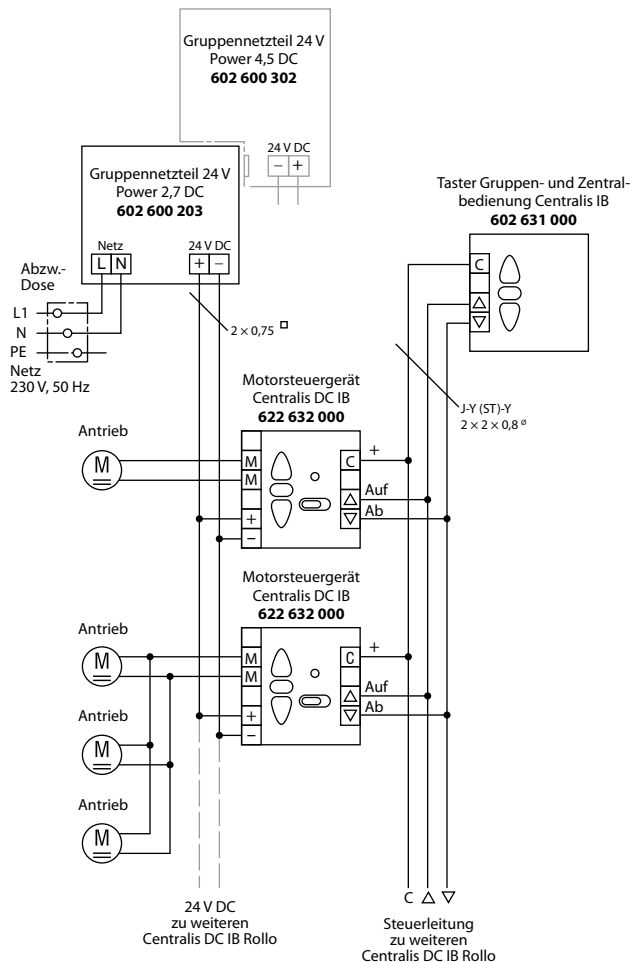 Gruppennetzteil 24 V
Power 4,5 DC
602 600 302
24 V DC
− +
Gruppennetzteil 24 V
Power 2,7 DC
602 600 203
Netz 24 V DC
L N + −
Taster Gruppen- und Zentral-
bedienung Centralis IB
602 631 000
C
△
▽
Abzw.-
Dose
L1
N
PE
Netz
230 V, 50 Hz
2 × 0,75 □
J-Y (ST)-Y
2 × 2 × 0,8 ø
Motorsteuergerät
Centralis DC IB
622 632 000
Antrieb
M
M C +
M
△ Auf
+ ▽ Ab
−
Motorsteuergerät
Centralis DC IB
622 632 000
Antrieb
M
M C +
M
△ Auf
+ ▽ Ab
−
Antrieb
M
Antrieb
M
C △ ▽
24 V DC
zu weiteren
Centralis DC IB Rollo
Steuerleitung
zu weiteren
Centralis DC IB Rollo